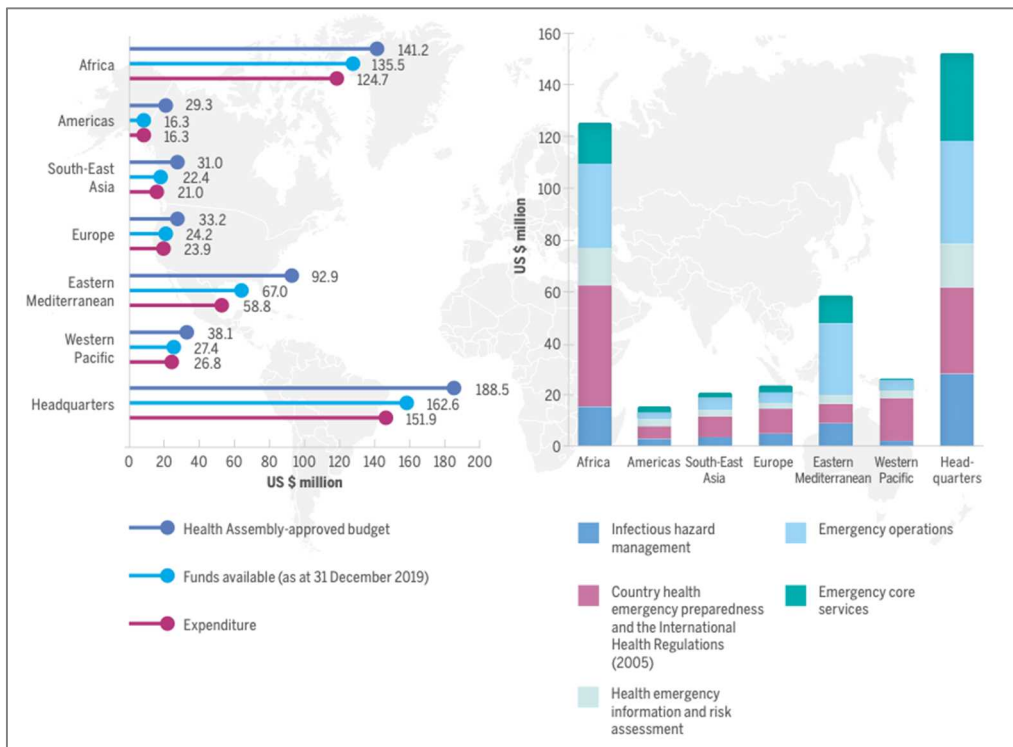 Africa
141.2
135.5
124.7
Americas
29.3
16.3
16.3
South-East
Asia
31.0
22.4
21.0
Europe
33.2
24.2
23.9
Eastern
Mediterranean
92.9
67.0
58.8
Western
Pacific
38.1
27.4
26.8
Headquarters
188.5
162.6
151.9
0 20 40 60 80 100 120 140 160 180 200
US $ million
Health Assembly-approved budget
Funds available (as at 31 December 2019)
Expenditure
160
140
120
100
80
60
40
20
0
US $ million
Africa
Americas
South-East
Asia
Europe
Eastern
Mediterranean
Western
Pacific
Head-
quarters
Infectious hazard
management
Country health
emergency preparedness
and the International
Health Regulations
(2005)
Health emergency
information and risk
assessment
Emergency operations
Emergency core
services